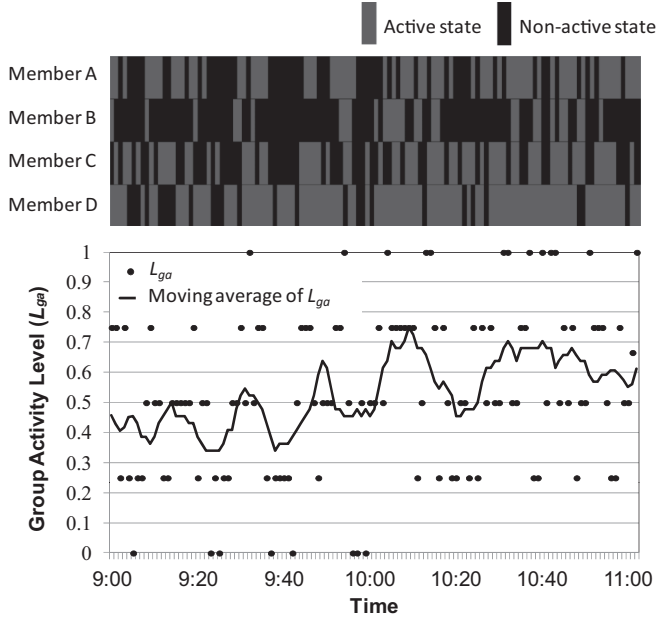 Active state
Non-active state
Member A
Member B
Member C
Member D
1
0.9
0.8
0.7
0.6
0.5
0.4
0.3
0.2
0.1
0
Group Activity Level (Lga)
Lga
Moving average of Lga
9:00 9:20 9:40 10:00 10:20 10:40 11:00
Time